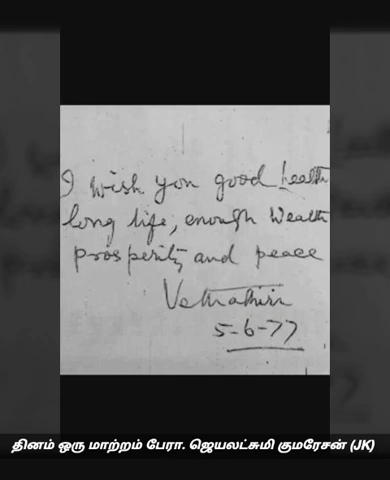 I wish you good health
long life, enough wealth
prosperity and peace
Vethathiri
5-6-77
தினம் ஒரு மாற்றம் பேரா. ஜெயலட்சுமி குமரேசன் (JK)